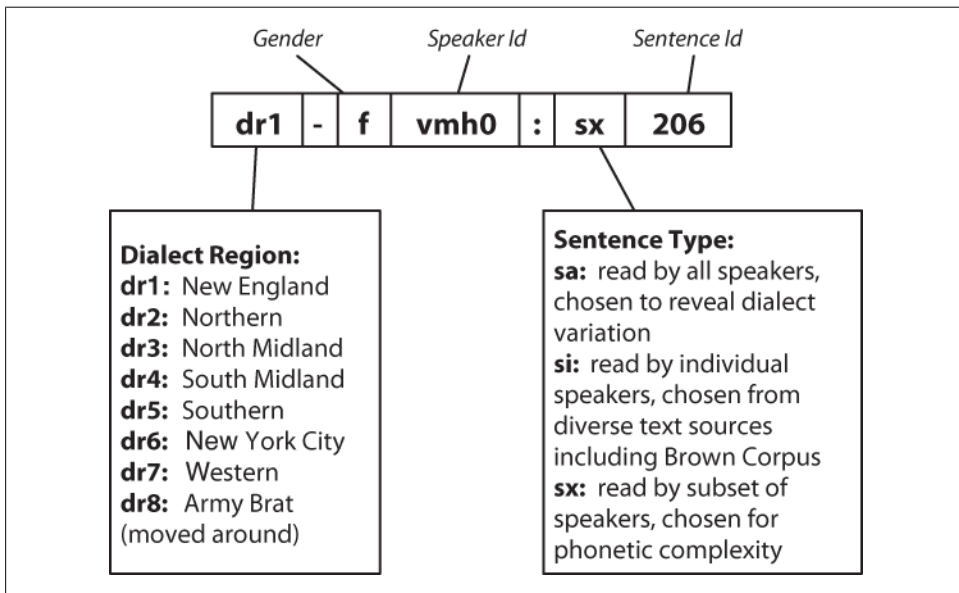 Gender Speaker Id Sentence Id
dr1 - f vmh0 : sx 206
Dialect Region:
dr1: New England
dr2: Northern
dr3: North Midland
dr4: South Midland
dr5: Southern
dr6: New York City
dr7: Western
dr8: Army Brat
(moved around)
Sentence Type:
sa: read by all speakers,
chosen to reveal dialect
variation
si: read by individual
speakers, chosen from
diverse text sources
including Brown Corpus
sx: read by subset of
speakers, chosen for
phonetic complexity